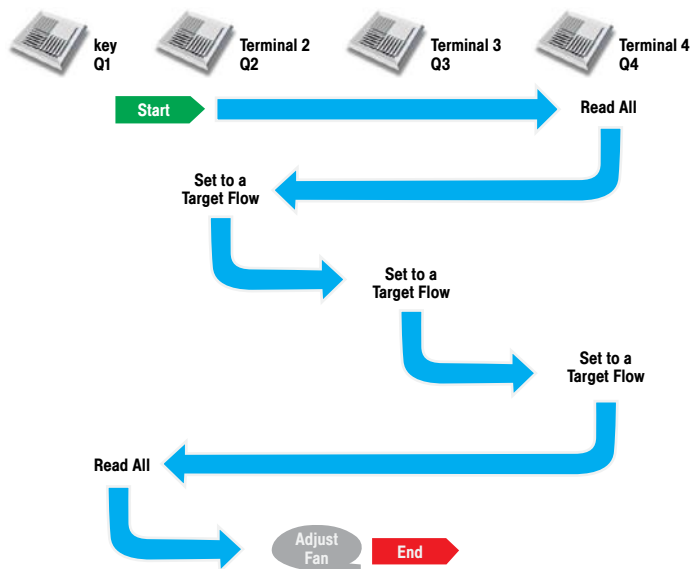 key
Q1
Terminal 2
Q2
Terminal 3
Q3
Terminal 4
Q4
Start
Read All
Set to a
Target Flow
Set to a
Target Flow
Set to a
Target Flow
Read All
Adjust
Fan
End